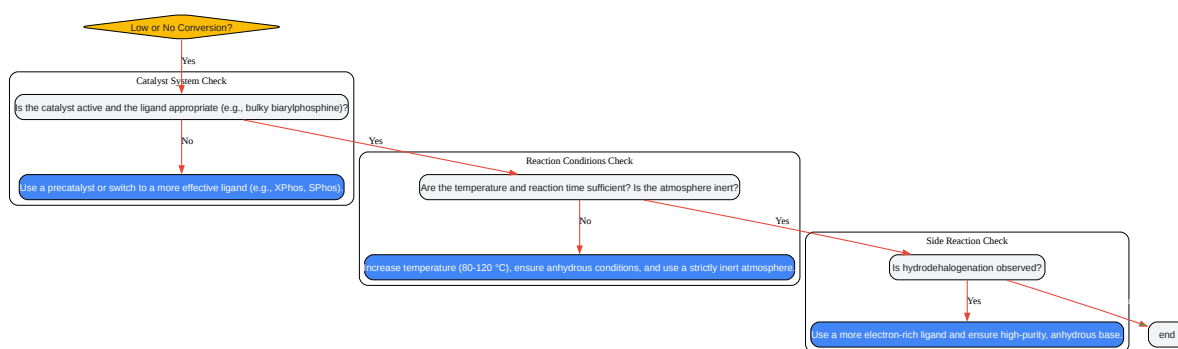 Low or No Conversion?
Yes
Catalyst System Check
Is the catalyst active and the ligand appropriate (e.g., bulky biarylphosphine)?
No
Yes
Use a precatalyst or switch to a more effective ligand (e.g., XPhos, SPhos).
Reaction Conditions Check
Are the temperature and reaction time sufficient? Is the atmosphere inert?
No
Yes
Increase temperature (80-120 °C), ensure anhydrous conditions, and use a strictly inert atmosphere.
Side Reaction Check
Is hydrodehalogenation observed?
Yes
Use a more electron-rich ligand and ensure high-purity, anhydrous base.
end